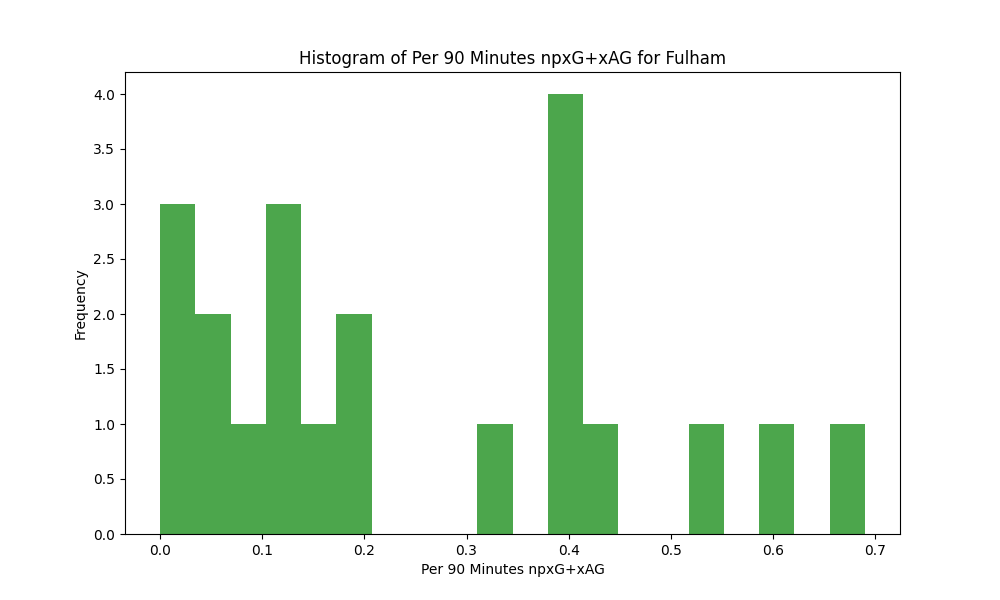 Histogram of Per 90 Minutes npxG+xAG for Fulham
4.0
3.5
3.0
2.5
2.0
1.5
1.0
0.5
0.0
Frequency
0.0 0.1 0.2 0.3 0.4 0.5 0.6 0.7
Per 90 Minutes npxG+xAG